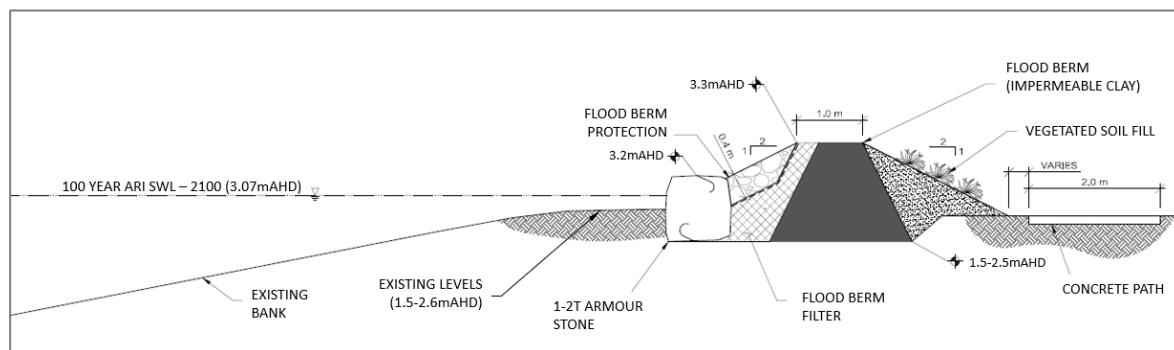 3.3mAHD
FLOOD BERM
(IMPERMEABLE CLAY)
FLOOD BERM
PROTECTION
1.0 m
2
1
0.4 m
3.2mAHD
2
1
VEGETATED SOIL FILL
VARIES
2.0 m
100 YEAR ARI SWL – 2100 (3.07mAHD)
1.5-2.5mAHD
EXISTING LEVELS
(1.5-2.6mAHD)
EXISTING
BANK
1-2T ARMOUR
STONE
FLOOD BERM
FILTER
CONCRETE PATH